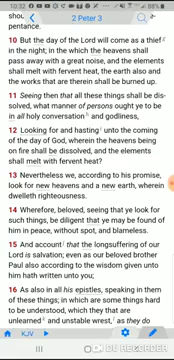 2 Peter 3
pentance.
10 But the day of the Lord will come as a thief g
in the night; in the which the heavens shall
pass away with a great noise, and the elements
shall melt with fervent heat, the earth also and
the works that are therein shall be burned up.
11 Seeing then that all these things shall be dis-
solved, what manner of persons ought ye to be
in all holy conversation h and godliness,
12 Looking for and hasting i unto the coming
of the day of God, wherein the heavens being
on fire shall be dissolved, and the elements
shall melt with fervent heat?
13 Nevertheless we, according to his promise,
look for new heavens and a new earth, wherein
dwelleth righteousness.
14 Wherefore, beloved, seeing that ye look
for such things, be diligent that ye may be found
of him in peace, without spot, and blameless.
15 And account that the longsuffering of our
Lord is salvation; even as our beloved brother
Paul also according to the wisdom given unto
him hath written unto you;
16 As also in all his epistles, speaking in them
of these things; in which are some things hard
to be understood, which they that are
unlearned and unstable wrest, as they do
KJV